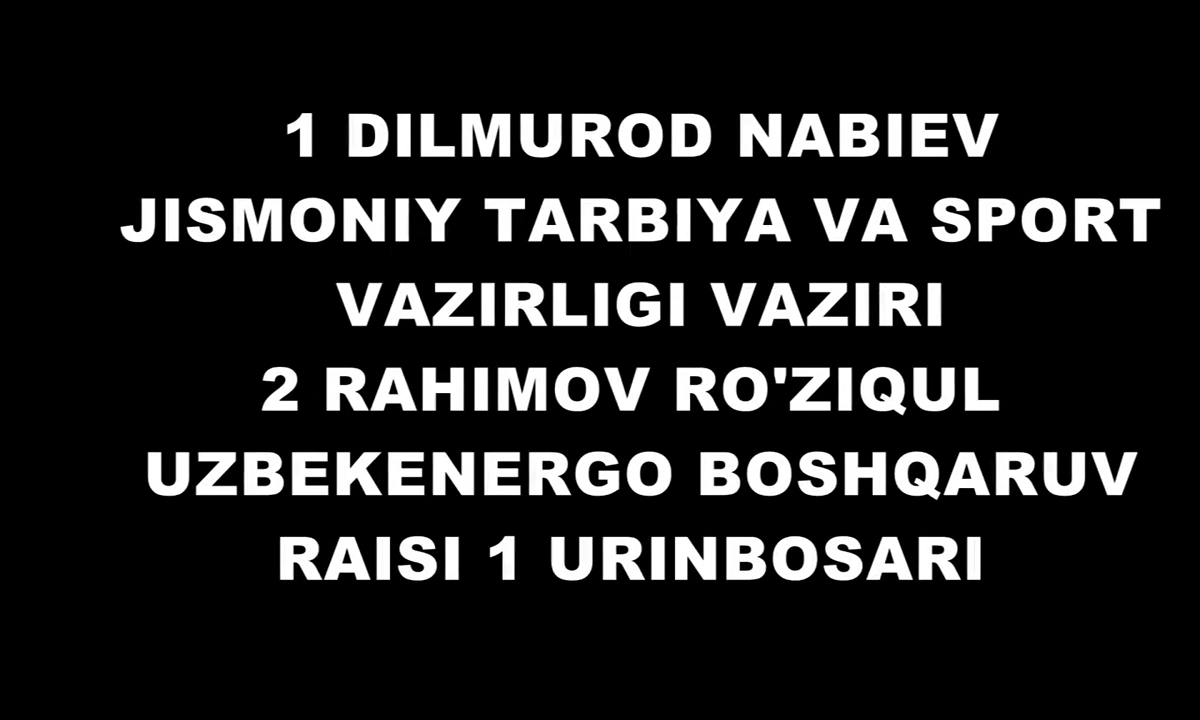 1 DILMUROD NABIEV
JISMONIY TARBIYA VA SPORT
VAZIRLIGI VAZIRI
2 RAHIMOV RO'ZIQUL
UZBEKENERGO BOSHQARUV
RAISI 1 URINBOSARI